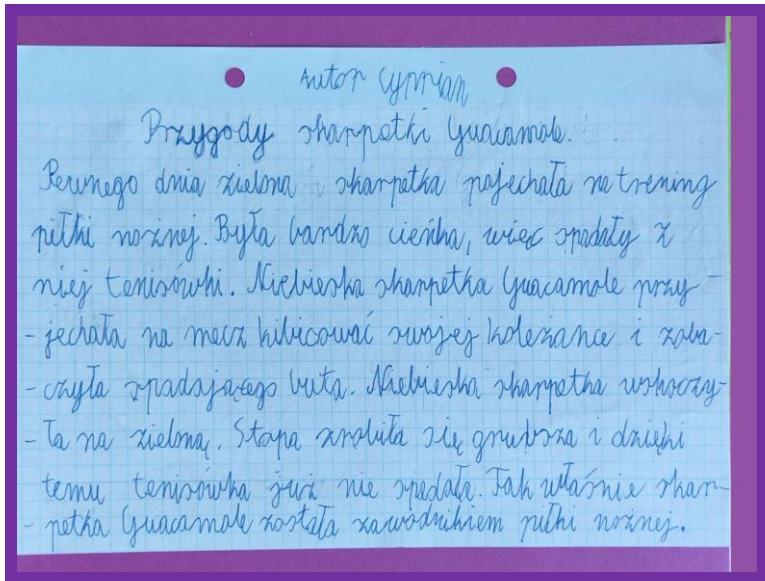 Autor Cyprian
Przygody skarpetki Guacamole.
Pewnego dnia zielona skarpetka pojechała na trening
piłki nożnej. Była bardzo cieńka, więc spadały z
niej tenisówki. Niebieska skarpetka Guacamole przy-
- jechała na mecz kibicować swojej koleżance i zoba-
- czyła spadającego buta. Niebieska skarpetka wskoczy-
- ła na zieloną. Stopa zrobiła się grubsza i dzięki
temu tenisówka już nie spadała. Tak właśnie skar-
- petka Guacamole została zawodnikiem piłki nożnej.